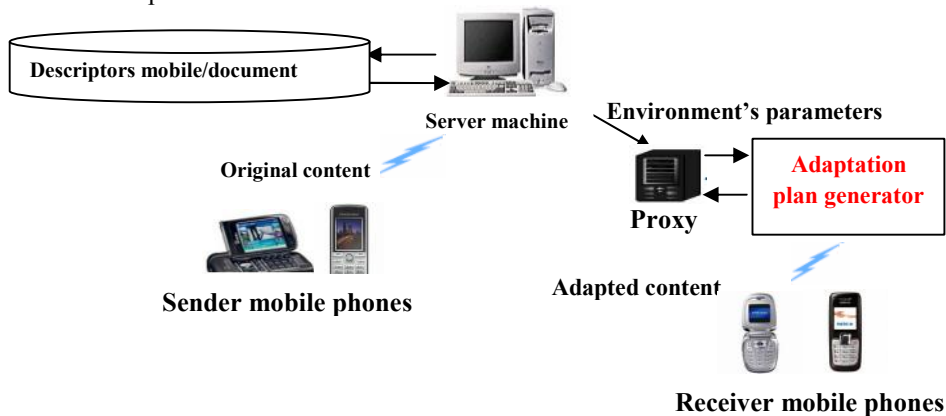 Descriptors mobile/document
Server machine
Environment's parameters
Original content
Adaptation
plan generator
Proxy
Sender mobile phones
Adapted content
Receiver mobile phones